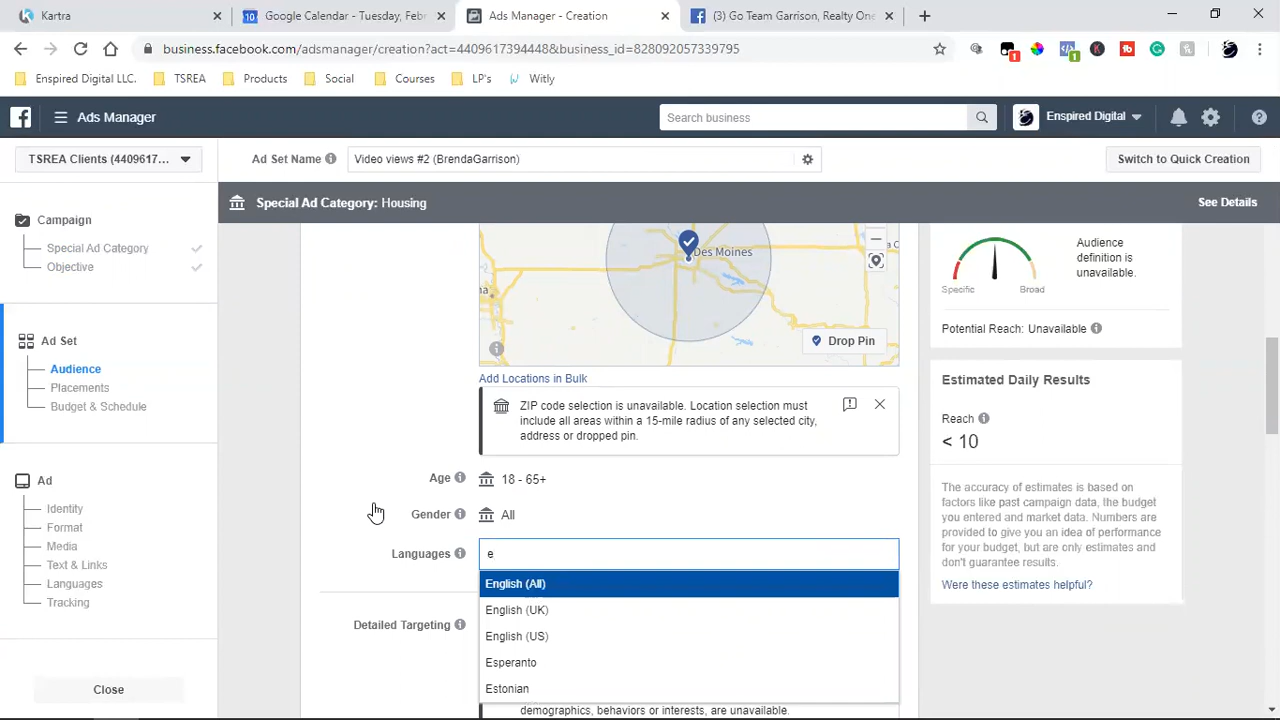 Kartra
10
Google Calendar - Tuesday, Febru
Ads Manager - Creation
(3) Go Team Garrison, Realty One
business.facebook.com/adsmanager/creation?act=4409617394448&business_id=828092057339795
1
1
Enspired Digital LLC.
TSREA
Products
Social
Courses
LP's
Witly
Ads Manager
Search business
Enspired Digital
TSREA Clients (4409617...
Ad Set Name
Video views #2 (BrendaGarrison)
Switch to Quick Creation
Special Ad Category: Housing
See Details
Campaign
Special Ad Category
Objective
Ad Set
Audience
Placements
Budget & Schedule
Ad
Identity
Format
Media
Text & Links
Languages
Tracking
Close
Des Moines
Drop Pin
Add Locations in Bulk
ZIP code selection is unavailable. Location selection must
include all areas within a 15-mile radius of any selected city,
address or dropped pin.
Age
18 - 65+
Gender
All
Languages
e
English (All)
English (UK)
English (US)
Esperanto
Estonian
Detailed Targeting
demographics, behaviors or interests, are unavailable.
Specific
Broad
Audience
definition is
unavailable.
Potential Reach: Unavailable
Estimated Daily Results
Reach
< 10
The accuracy of estimates is based on
factors like past campaign data, the budget
you entered and market data. Numbers are
provided to give you an idea of performance
for your budget, but are only estimates and
don't guarantee results.
Were these estimates helpful?